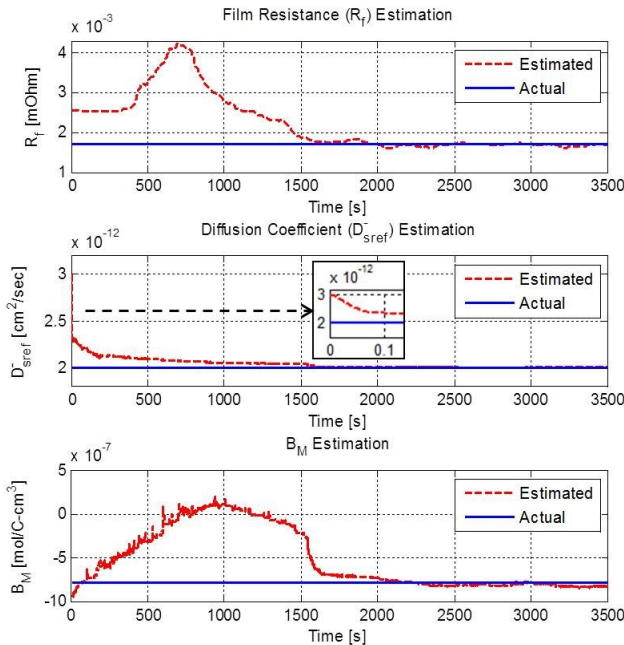 Film Resistance (R_f) Estimation
x 10^-3
4
3
2
1
R_f [mOhm]
Estimated
Actual
0 500 1000 1500 2000 2500 3000 3500
Time [s]
Diffusion Coefficient (D^-_sref) Estimation
x 10^-12
3
2.5
2
D^-_sref [cm^2/sec]
x 10^-12
3
2
0 0.1
Estimated
Actual
0 500 1000 1500 2000 2500 3000 3500
Time [s]
B_M Estimation
x 10^-7
5
0
-5
-10
B_M [mol/C-cm^3]
Estimated
Actual
0 500 1000 1500 2000 2500 3000 3500
Time [s]